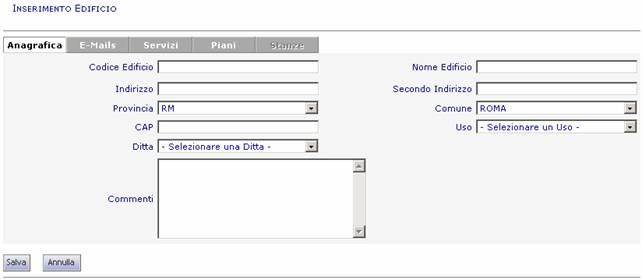 INSERIMENTO EDIFICIO
Anagrafica E-Mails Servizi Piani Stanze
Codice Edificio Nome Edificio
Indirizzo Secondo Indirizzo
Provincia RM Comune ROMA
CAP Uso - Selezionare un Uso -
Ditta - Selezionare una Ditta -
Commenti
Salva Annulla